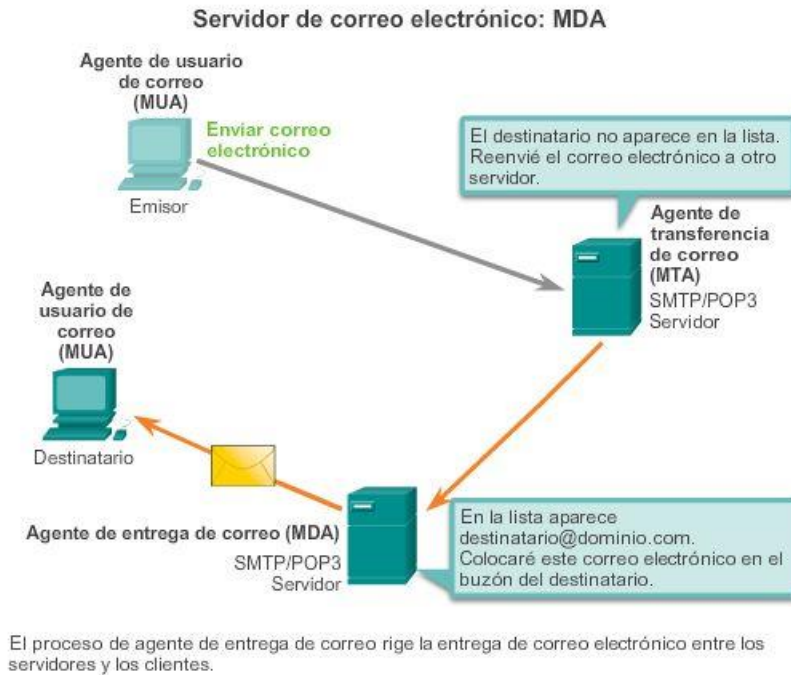 Servidor de correo electrónico: MDA
Agente de usuario
de correo
(MUA)
Enviar correo
electrónico
Emisor
El destinatario no aparece en la lista.
Reenvié el correo electrónico a otro
servidor.
Agente de
transferencia
de correo
(MTA)
SMTP/POP3
Servidor
Agente de
usuario de
correo
(MUA)
Destinatario
Agente de entrega de correo (MDA)
SMTP/POP3
Servidor
En la lista aparece
destinatario@dominio.com.
Colocaré este correo electrónico en el
buzón del destinatario.
El proceso de agente de entrega de correo rige la entrega de correo electrónico entre los
servidores y los clientes.